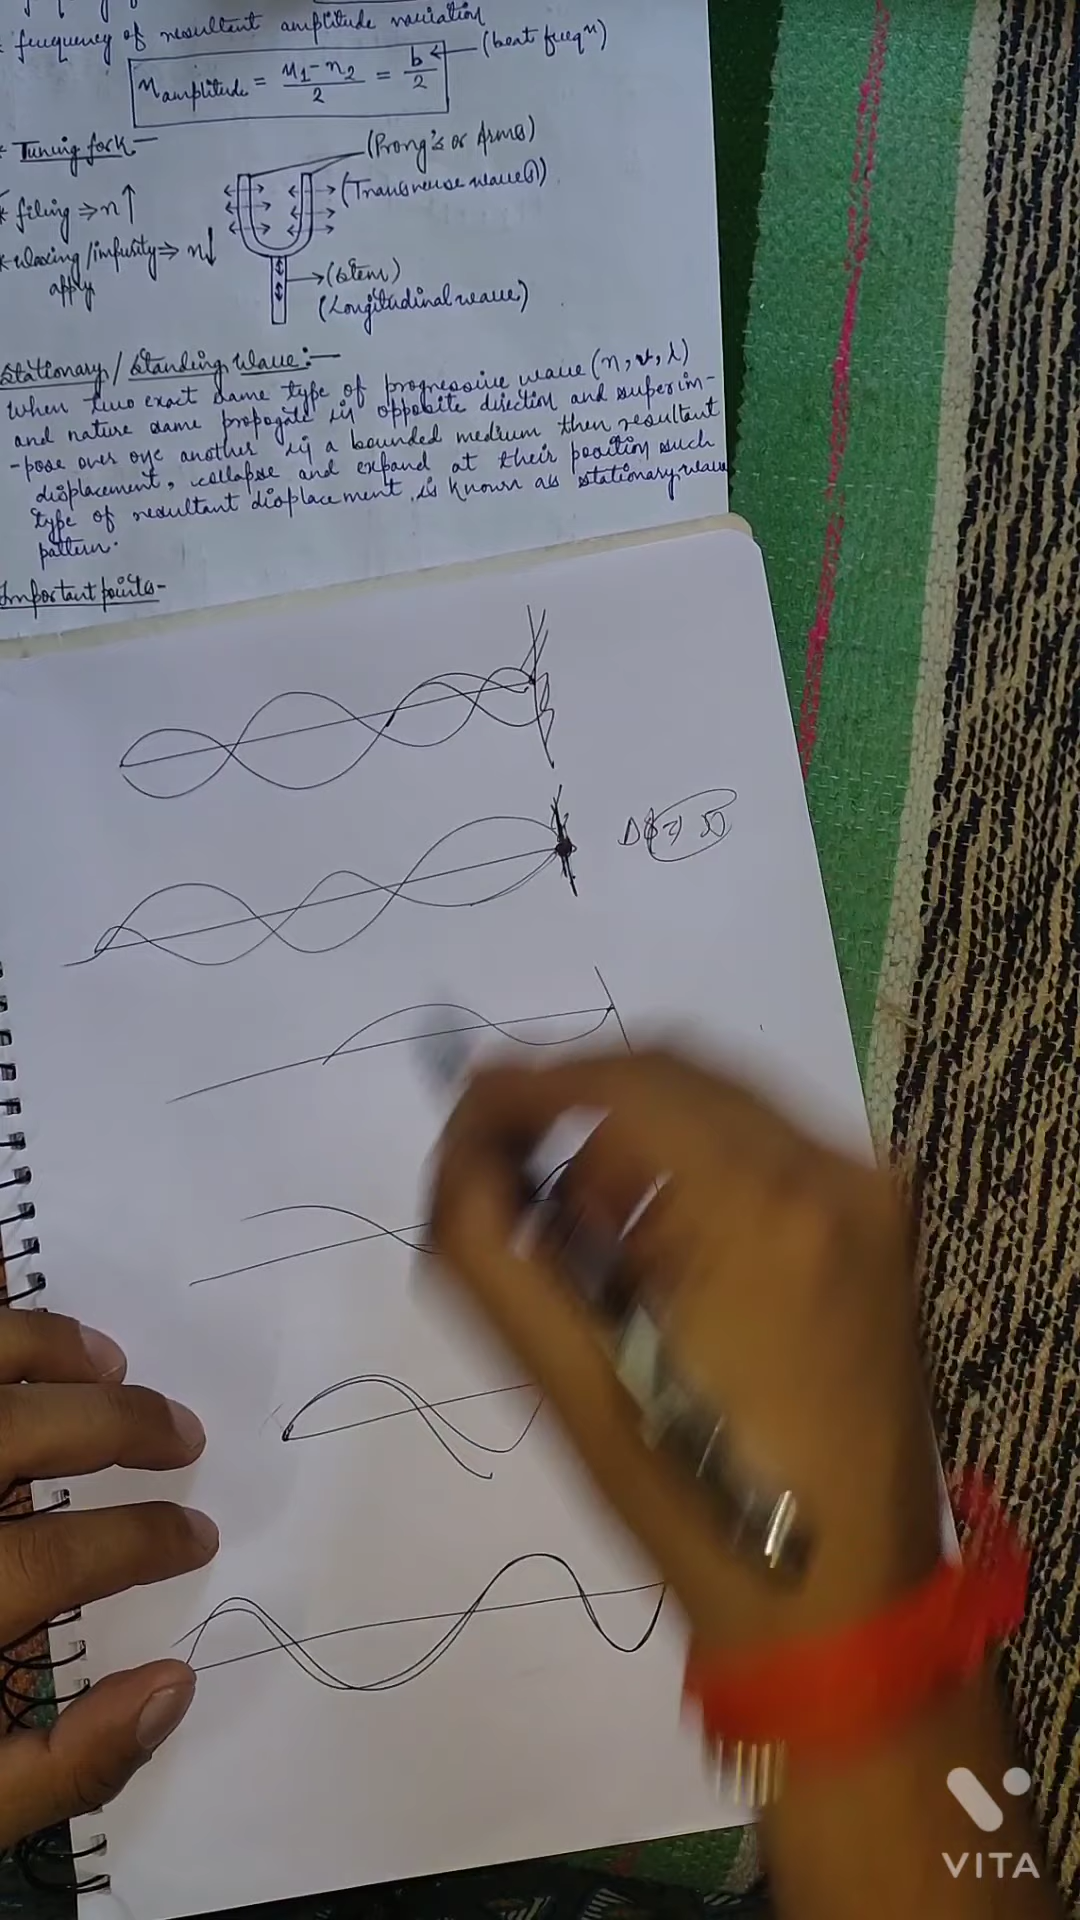 frequency of resultant amplitude variation
n amplitude = n1-n2/2 = b/2 (beat freqn)
* Tuning fork —
(Prong's or Arms)
(Transverse waves)
* filing ⇒ n↑
* waxing/impurity ⇒ n↓
apply
(Stem)
(Longitudinal wave)
Stationary / Standing Wave:—
When two exact same type of progressive wave (n, v, λ)
and nature same propagate in opposite direction and superim-
-pose over one another in a bounded medium then resultant
displacement, collapse and expand at their position such
type of resultant displacement, is known as stationary wave
pattern.
Important points-
VITA